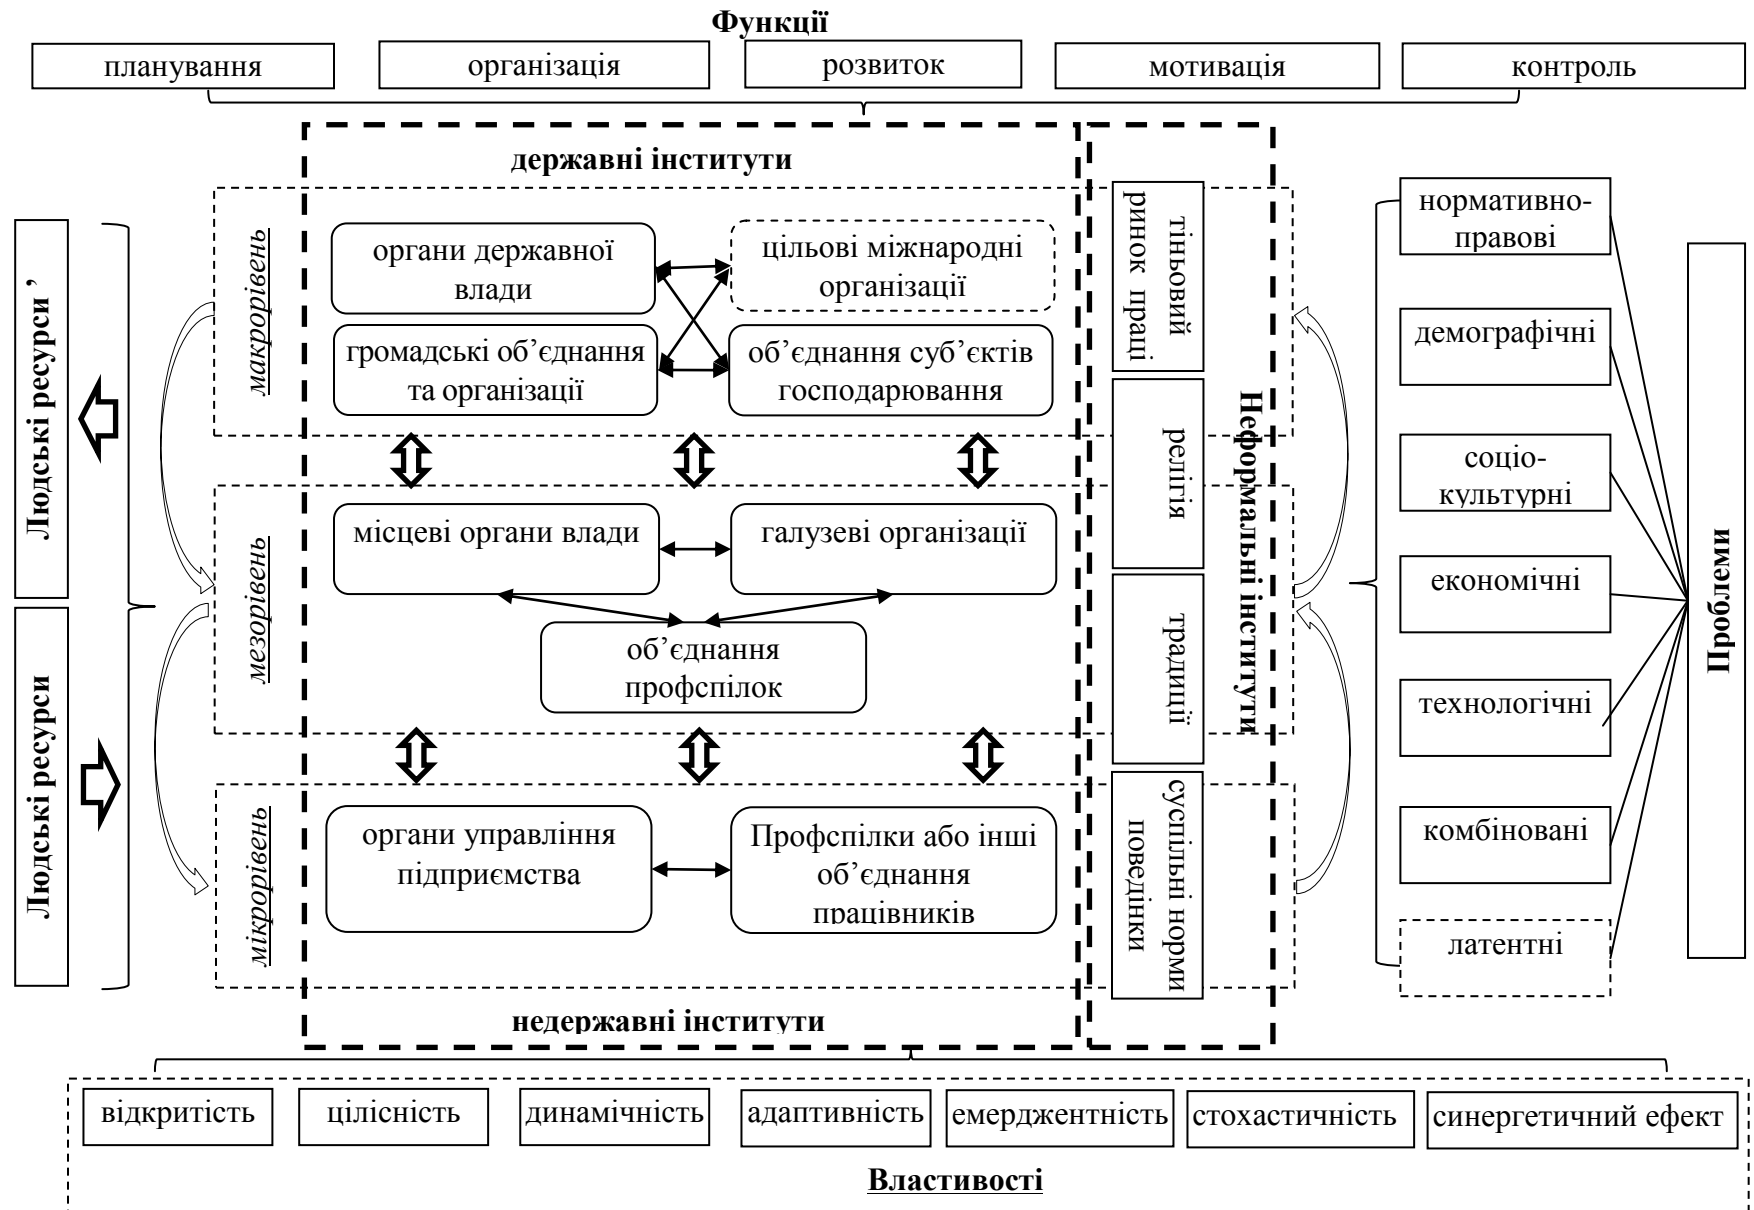 Функції
планування
організація
розвиток
мотивація
контроль
державні інститути
Людські ресурси ’
Людські ресурси
макрорівень
органи державної
влади
цільові міжнародні
організації
громадські об’єднання
та організації
об’єднання суб’єктів
господарювання
мезорівень
місцеві органи влади
галузеві організації
об’єднання
профспілок
мікрорівень
органи управління
підприємства
Профспілки або інші
об’єднання
працівників
недержавні інститути
тіньовий
ринок праці
релігія
традиції
суспільні норми
поведінки
Неформальні інститути
нормативно-
правові
демографічні
соціо-
культурні
економічні
технологічні
комбіновані
латентні
Проблеми
відкритість
цілісність
динамічність
адаптивність
емерджентність
стохастичність
синергетичний ефект
Властивості